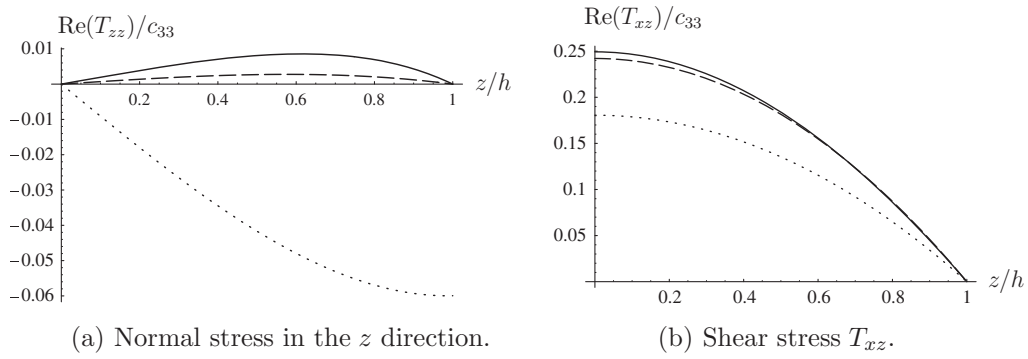 Re(T_zz)/c_33
0.01
0.2 0.4 0.6 0.8 1 z/h
−0.01
−0.02
−0.03
−0.04
−0.05
−0.06
(a) Normal stress in the z direction.
Re(T_xz)/c_33
0.25
0.2
0.15
0.1
0.05
0.2 0.4 0.6 0.8 1 z/h
(b) Shear stress T_xz.